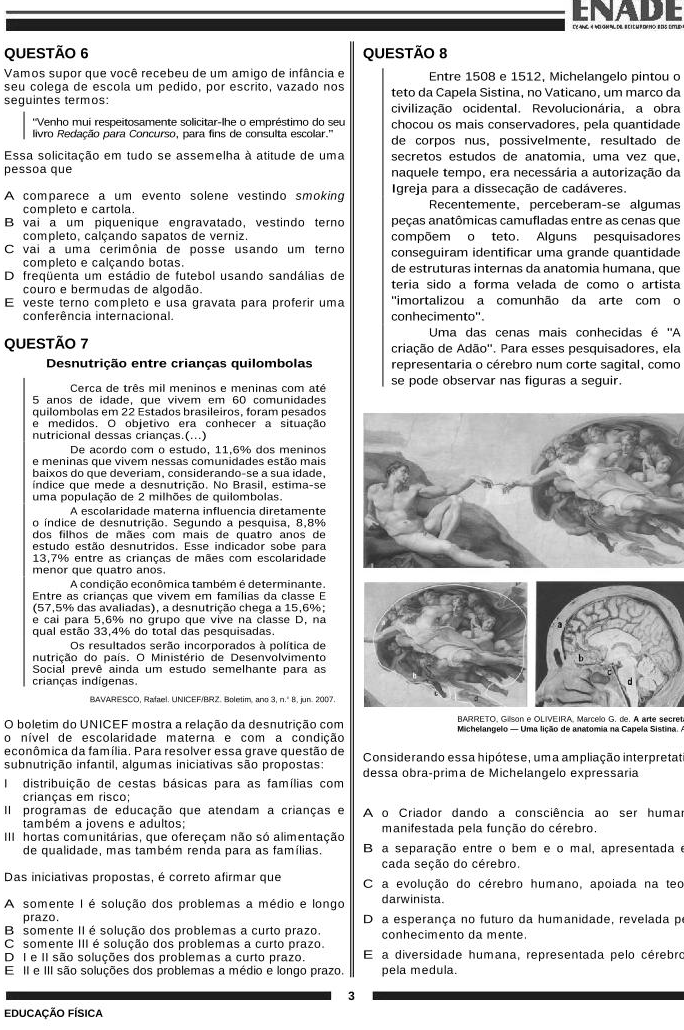 ENADE
QUESTÃO 6
Vamos supor que você recebeu de um amigo de infância e
seu colega de escola um pedido, por escrito, vazado nos
seguintes termos:
"Venho mui respeitosamente solicitar-lhe o empréstimo do seu
livro Redação para Concurso, para fins de consulta escolar."
Essa solicitação em tudo se assemelha à atitude de uma
pessoa que
A comparece a um evento solene vestindo smoking
completo e cartola.
B vai a um piquenique engravatado, vestindo terno
completo, calçando sapatos de verniz.
C vai a uma cerimônia de posse usando um terno
completo e calçando botas.
D freqüenta um estádio de futebol usando sandálias de
couro e bermudas de algodão.
E veste terno completo e usa gravata para proferir uma
conferência internacional.
QUESTÃO 7
Desnutrição entre crianças quilombolas
Cerca de três mil meninos e meninas com até
5 anos de idade, que vivem em 60 comunidades
quilombolas em 22 Estados brasileiros, foram pesados
e medidos. O objetivo era conhecer a situação
nutricional dessas crianças.(...)
De acordo com o estudo, 11,6% dos meninos
e meninas que vivem nessas comunidades estão mais
baixos do que deveriam, considerando-se a sua idade,
índice que mede a desnutrição. No Brasil, estima-se
uma população de 2 milhões de quilombolas.
A escolaridade materna influencia diretamente
o índice de desnutrição. Segundo a pesquisa, 8,8%
dos filhos de mães com mais de quatro anos de
estudo estão desnutridos. Esse indicador sobe para
13,7% entre as crianças de mães com escolaridade
menor que quatro anos.
A condição econômica também é determinante.
Entre as crianças que vivem em famílias da classe E
(57,5% das avaliadas), a desnutrição chega a 15,6%;
e cai para 5,6% no grupo que vive na classe D, na
qual estão 33,4% do total das pesquisadas.
Os resultados serão incorporados à política de
nutrição do país. O Ministério de Desenvolvimento
Social prevê ainda um estudo semelhante para as
crianças indígenas.
BAVARESCO, Rafael. UNICEF/BRZ. Boletim, ano 3, n.° 8, jun. 2007.
O boletim do UNICEF mostra a relação da desnutrição com
o nível de escolaridade materna e com a condição
econômica da família. Para resolver essa grave questão de
subnutrição infantil, algumas iniciativas são propostas:
I distribuição de cestas básicas para as famílias com
crianças em risco;
II programas de educação que atendam a crianças e
também a jovens e adultos;
III hortas comunitárias, que ofereçam não só alimentação
de qualidade, mas também renda para as famílias.
Das iniciativas propostas, é correto afirmar que
A somente I é solução dos problemas a médio e longo
prazo.
B somente II é solução dos problemas a curto prazo.
C somente III é solução dos problemas a curto prazo.
D I e II são soluções dos problemas a curto prazo.
E II e III são soluções dos problemas a médio e longo prazo.
QUESTÃO 8
Entre 1508 e 1512, Michelangelo pintou o
teto da Capela Sistina, no Vaticano, um marco da
civilização ocidental. Revolucionária, a obra
chocou os mais conservadores, pela quantidade
de corpos nus, possivelmente, resultado de
secretos estudos de anatomia, uma vez que,
naquele tempo, era necessária a autorização da
Igreja para a dissecação de cadáveres.
Recentemente, perceberam-se algumas
peças anatômicas camufladas entre as cenas que
compõem o teto. Alguns pesquisadores
conseguiram identificar uma grande quantidade
de estruturas internas da anatomia humana, que
teria sido a forma velada de como o artista
"imortalizou a comunhão da arte com o
conhecimento".
Uma das cenas mais conhecidas é "A
criação de Adão". Para esses pesquisadores, ela
representaria o cérebro num corte sagital, como
se pode observar nas figuras a seguir.
a
b
c
d
BARRETO, Gilson e OLIVEIRA, Marcelo G. de. A arte secreta
Michelangelo — Uma lição de anatomia na Capela Sistina. A
Considerando essa hipótese, uma ampliação interpretati
dessa obra-prima de Michelangelo expressaria
A o Criador dando a consciência ao ser human
manifestada pela função do cérebro.
B a separação entre o bem e o mal, apresentada e
cada seção do cérebro.
C a evolução do cérebro humano, apoiada na teo
darwinista.
D a esperança no futuro da humanidade, revelada pe
conhecimento da mente.
E a diversidade humana, representada pelo cérebro
pela medula.
3
EDUCAÇÃO FÍSICA